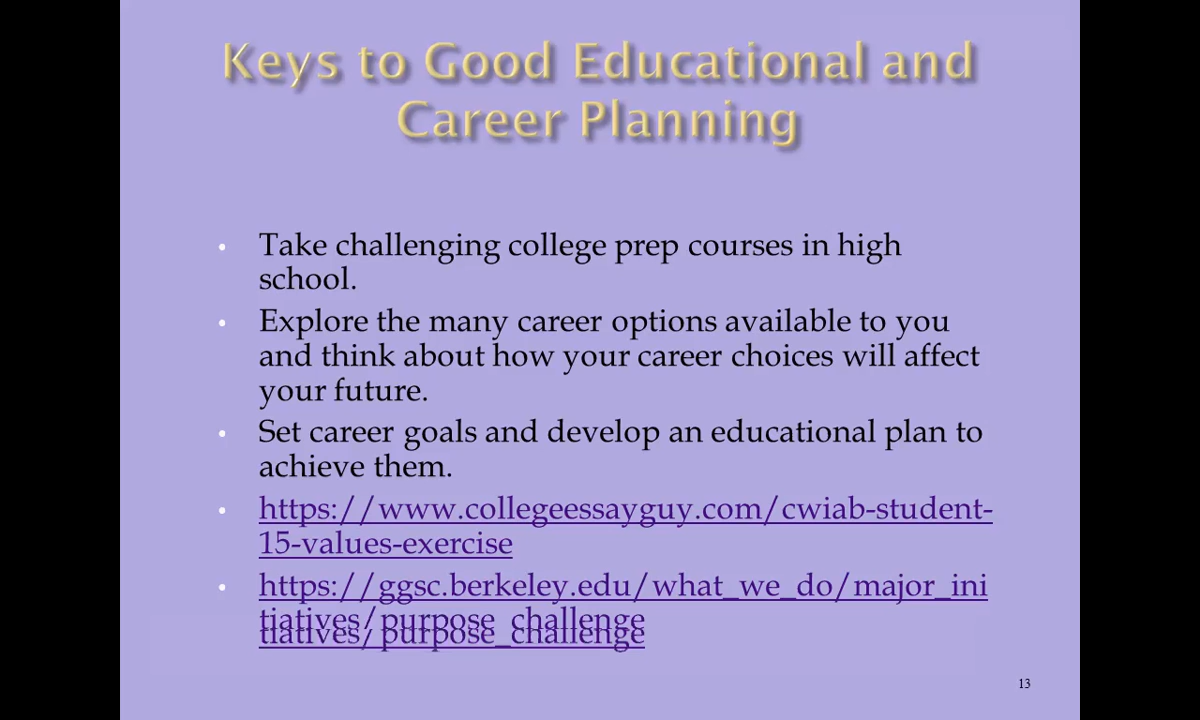 Keys to Good Educational and
Career Planning
• Take challenging college prep courses in high
school.
• Explore the many career options available to you
and think about how your career choices will affect
your future.
• Set career goals and develop an educational plan to
achieve them.
• https://www.collegeessayguy.com/cwiab-student-
15-values-exercise
• https://ggsc.berkeley.edu/what_we_do/major_ini
tiatives/purpose_challenge
13